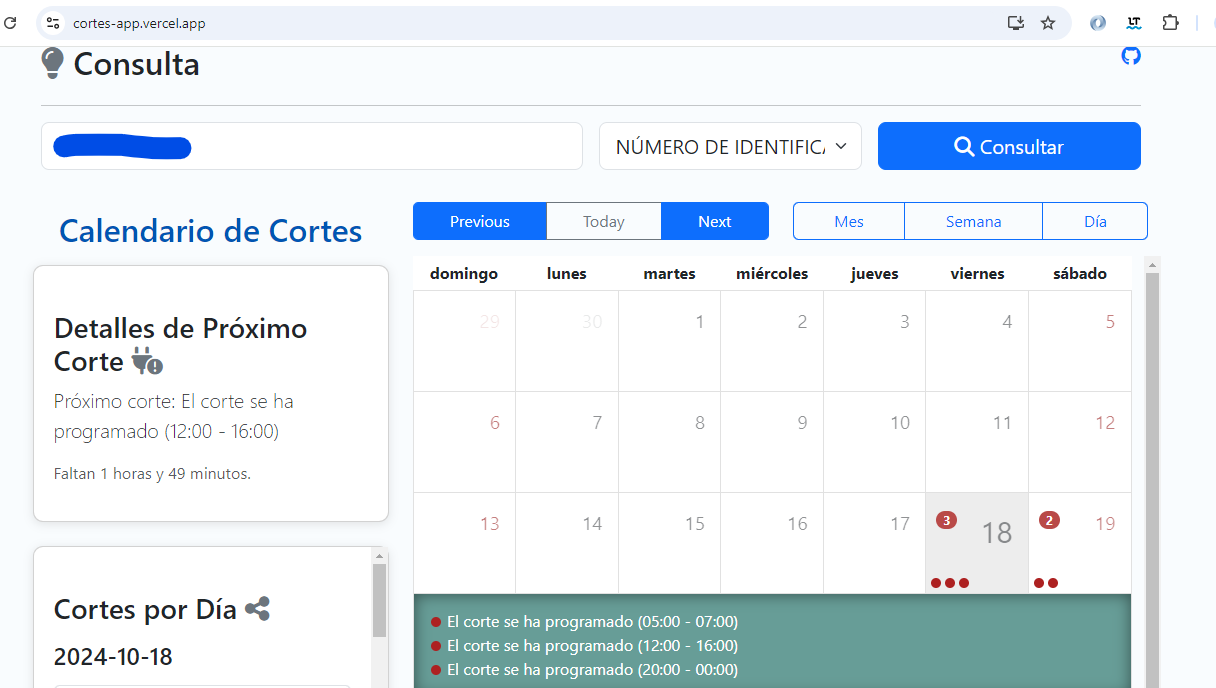 cortes-app.vercel.app
LT
Consulta
NÚMERO DE IDENTIFICA
Consultar
Calendario de Cortes
Previous Today Next
Mes Semana Día
Detalles de Próximo
Corte
Próximo corte: El corte se ha
programado (12:00 - 16:00)
Faltan 1 horas y 49 minutos.
Cortes por Día
2024-10-18
domingo lunes martes miércoles jueves viernes sábado
29 30 1 2 3 4 5
6 7 8 9 10 11 12
13 14 15 16 17 3 18 2 19
El corte se ha programado (05:00 - 07:00)
El corte se ha programado (12:00 - 16:00)
El corte se ha programado (20:00 - 00:00)